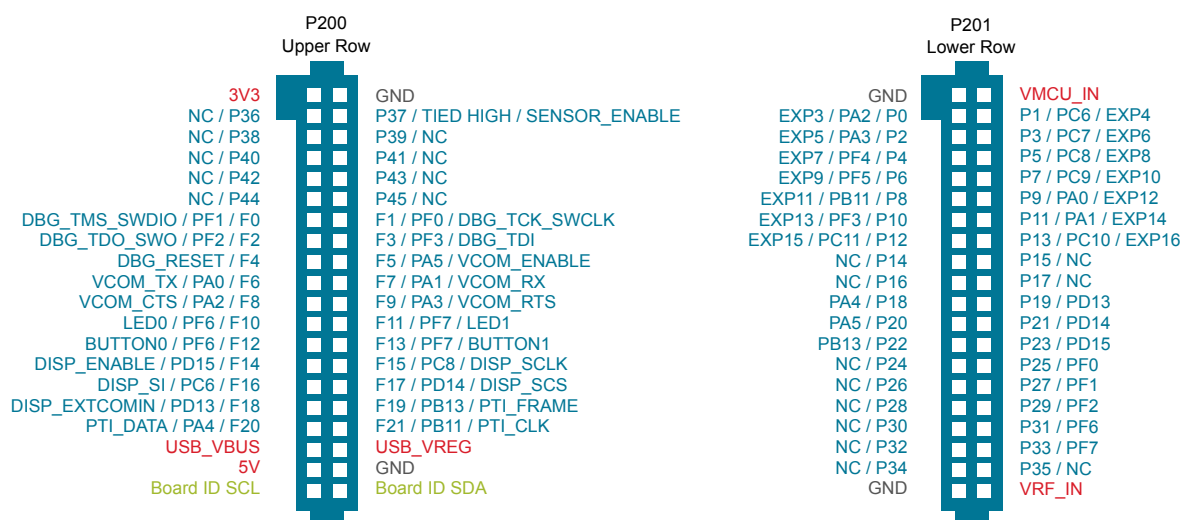 P200
Upper Row
3V3 GND
NC / P36 P37 / TIED HIGH / SENSOR_ENABLE
NC / P38 P39 / NC
NC / P40 P41 / NC
NC / P42 P43 / NC
NC / P44 P45 / NC
DBG_TMS_SWDIO / PF1 / F0 F1 / PF0 / DBG_TCK_SWCLK
DBG_TDO_SWO / PF2 / F2 F3 / PF3 / DBG_TDI
DBG_RESET / F4 F5 / PA5 / VCOM_ENABLE
VCOM_TX / PA0 / F6 F7 / PA1 / VCOM_RX
VCOM_CTS / PA2 / F8 F9 / PA3 / VCOM_RTS
LED0 / PF6 / F10 F11 / PF7 / LED1
BUTTON0 / PF6 / F12 F13 / PF7 / BUTTON1
DISP_ENABLE / PD15 / F14 F15 / PC8 / DISP_SCLK
DISP_SI / PC6 / F16 F17 / PD14 / DISP_SCS
DISP_EXTCOMIN / PD13 / F18 F19 / PB13 / PTI_FRAME
PTI_DATA / PA4 / F20 F21 / PB11 / PTI_CLK
USB_VBUS USB_VREG
5V GND
Board ID SCL Board ID SDA
P201
Lower Row
GND VMCU_IN
EXP3 / PA2 / P0 P1 / PC6 / EXP4
EXP5 / PA3 / P2 P3 / PC7 / EXP6
EXP7 / PF4 / P4 P5 / PC8 / EXP8
EXP9 / PF5 / P6 P7 / PC9 / EXP10
EXP11 / PB11 / P8 P9 / PA0 / EXP12
EXP13 / PF3 / P10 P11 / PA1 / EXP14
EXP15 / PC11 / P12 P13 / PC10 / EXP16
NC / P14 P15 / NC
NC / P16 P17 / NC
PA4 / P18 P19 / PD13
PA5 / P20 P21 / PD14
PB13 / P22 P23 / PD15
NC / P24 P25 / PF0
NC / P26 P27 / PF1
NC / P28 P29 / PF2
NC / P30 P31 / PF6
NC / P32 P33 / PF7
NC / P34 P35 / NC
GND VRF_IN